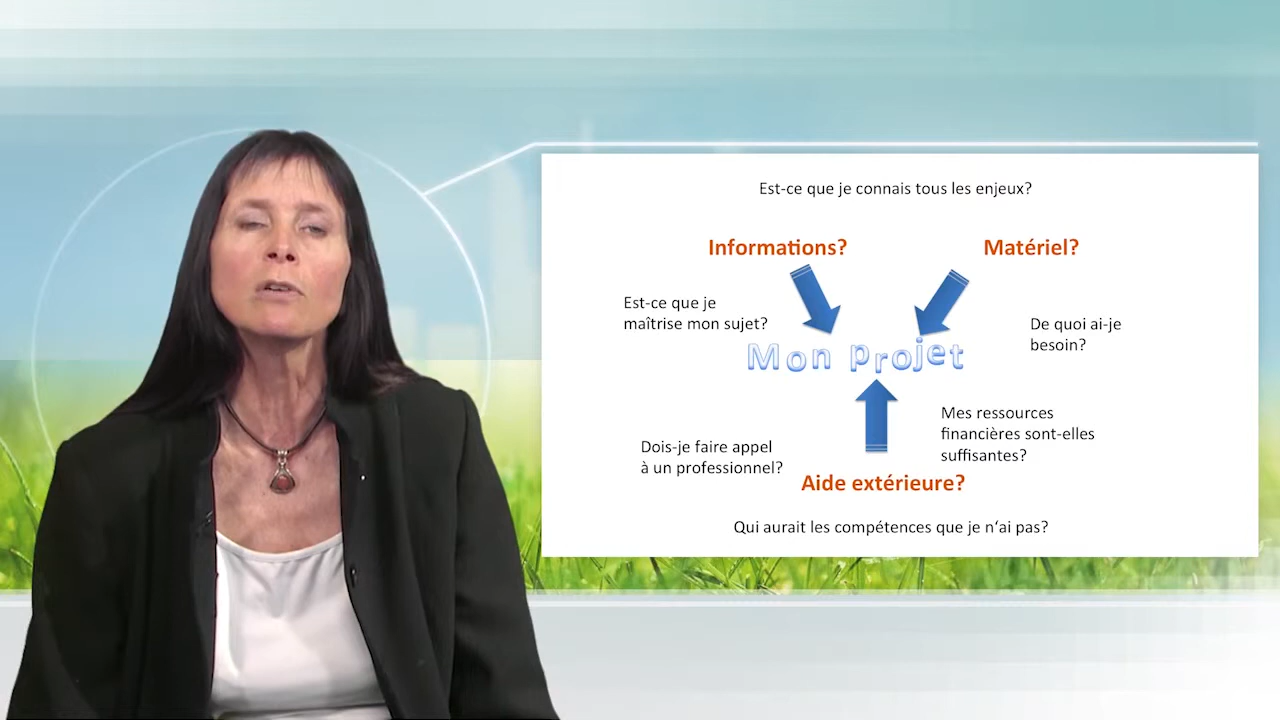 Est-ce que je connais tous les enjeux?
Informations?
Matériel?
Est-ce que je
maîtrise mon sujet?
De quoi ai-je
besoin?
Mon projet
Mes ressources
financières sont-elles
suffisantes?
Dois-je faire appel
à un professionnel?
Aide extérieure?
Qui aurait les compétences que je n‘ai pas?